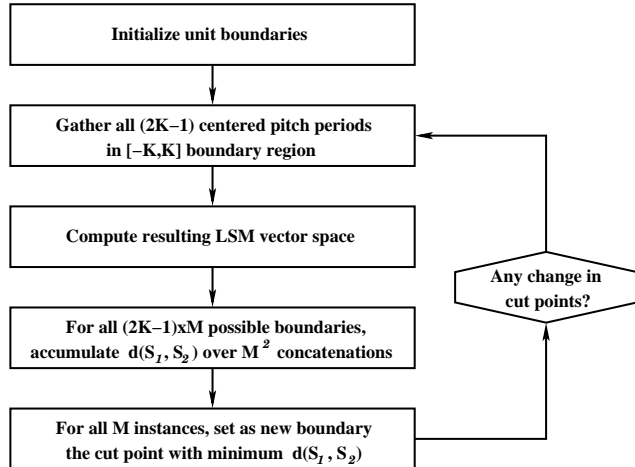 Initialize unit boundaries
Gather all (2K−1) centered pitch periods
in [−K,K] boundary region
Compute resulting LSM vector space
Any change in
cut points?
For all (2K−1)xM possible boundaries,
accumulate d(S₁, S₂) over M² concatenations
For all M instances, set as new boundary
the cut point with minimum d(S₁, S₂)